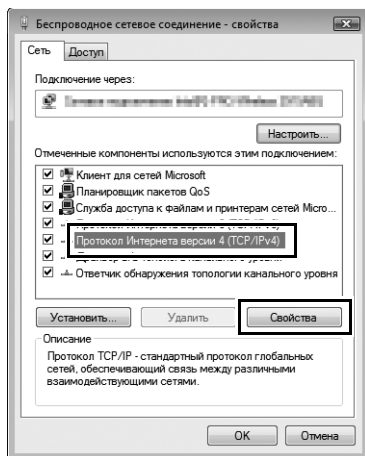 Беспроводное сетевое соединение - свойства
Сеть
Доступ
Подключение через:
Настроить...
Отмеченные компоненты используются этим подключением:
Клиент для сетей Microsoft
Планировщик пакетов QoS
Служба доступа к файлам и принтерам сетей Micro...
Протокол Интернета версии 4 (TCP/IPv4)
Ответчик обнаружения топологии канального уровня
Установить...
Удалить
Свойства
Описание
Протокол TCP/IP - стандартный протокол глобальных
сетей, обеспечивающий связь между различными
взаимодействующими сетями.
OK
Отмена